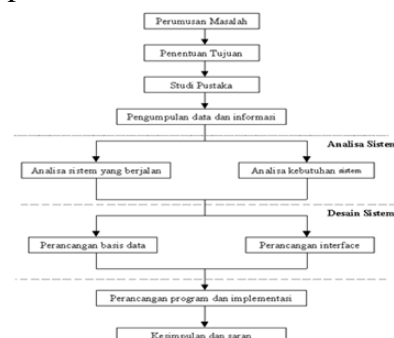 Perumusan Masalah
Penentuan Tujuan
Studi Pustaka
Pengumpulan data dan informasi
Analisa Sistem
Analisa sistem yang berjalan
Analisa kebutuhan sistem
Desain Sistem
Perancangan basis data
Perancangan interface
Perancangan program dan implementasi
Kesimpulan dan saran